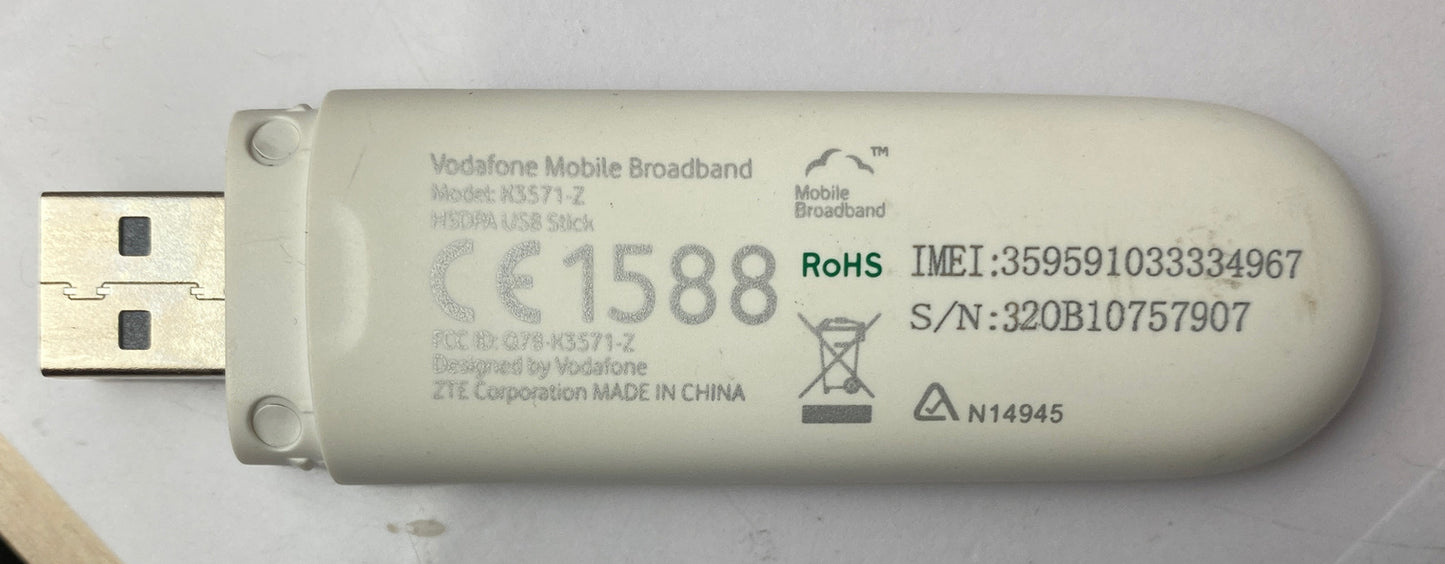 Vodafone Mobile Broadband
Model: K3571-Z
HSDPA USB Stick
CE1588
FCC ID: Q78-K3571-Z
Designed by Vodafone
ZTE Corporation MADE IN CHINA
TM
Mobile
Broadband
RoHS
IMEI:359591033334967
S/N:320B10757907
N14945